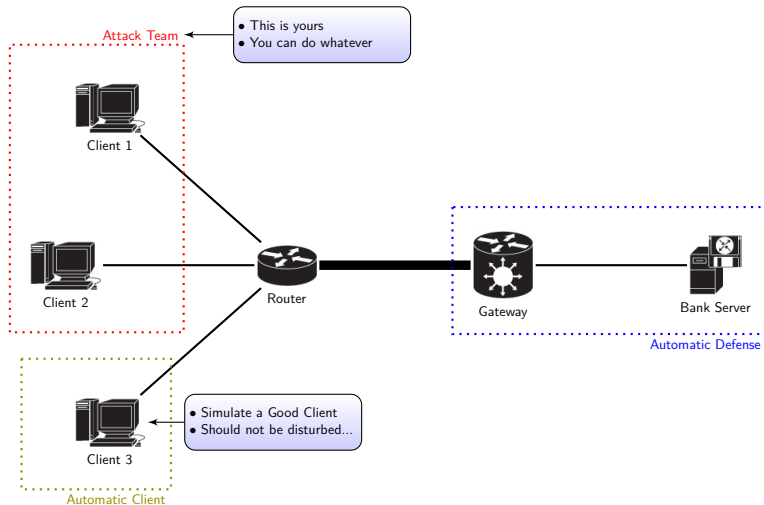 • This is yours
• You can do whatever
Attack Team
Client 1
Client 2
Router
Gateway
Bank Server
Automatic Defense
• Simulate a Good Client
• Should not be disturbed...
Client 3
Automatic Client